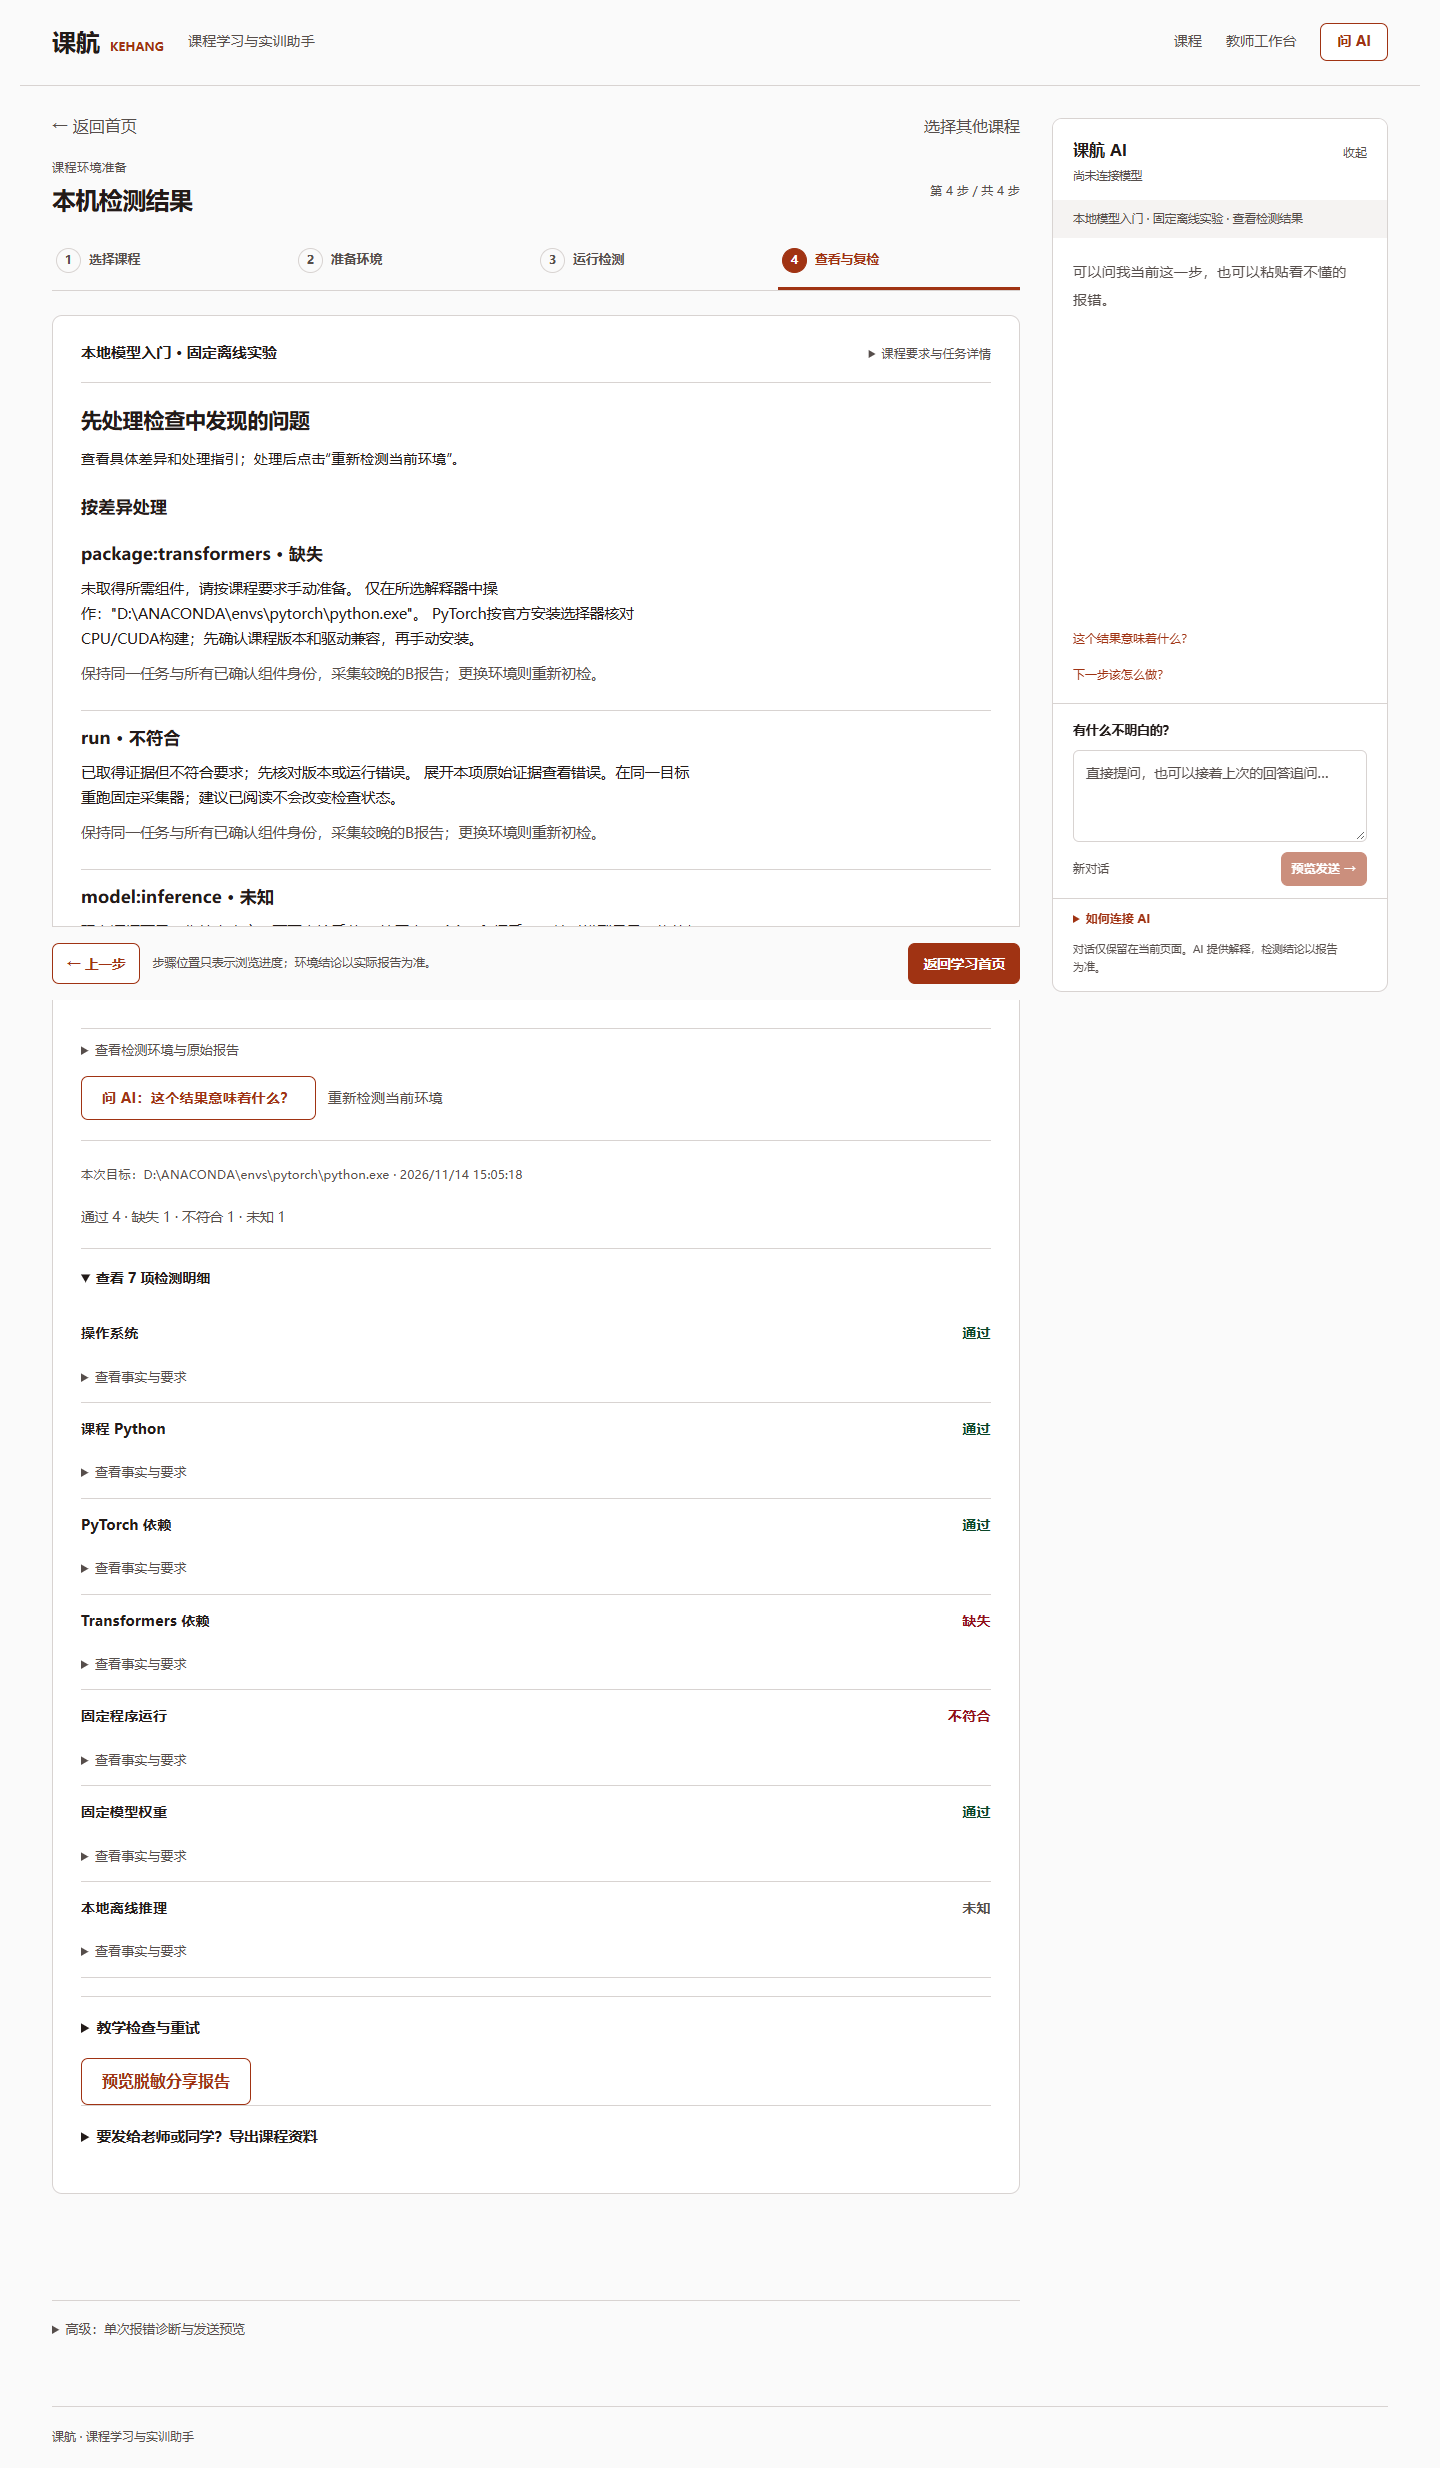 课航 KEHANG 课程学习与实训助手
课程 教师工作台 问 AI
← 返回首页 选择其他课程
课程环境准备
本机检测结果
第 4 步 / 共 4 步
1 选择课程 2 准备环境 3 运行检测 4 查看与复检
本地模型入门 • 固定离线实验 ▶ 课程要求与任务详情
先处理检查中发现的问题
查看具体差异和处理指引；处理后点击“重新检测当前环境”。
按差异处理
package:transformers • 缺失
未取得所需组件，请按课程要求手动准备。 仅在所选解释器中操
作："D:\ANACONDA\envs\pytorch\python.exe"。 PyTorch按官方安装选择器核对
CPU/CUDA构建；先确认课程版本和驱动兼容，再手动安装。
保持同一任务与所有已确认组件身份，采集较晚的B报告；更换环境则重新初检。
run • 不符合
已取得证据但不符合要求；先核对版本或运行错误。 展开本项原始证据查看错误。在同一目标
重跑固定采集器；建议已阅读不会改变检查状态。
保持同一任务与所有已确认组件身份，采集较晚的B报告；更换环境则重新初检。
model:inference • 未知
← 上一步 步骤位置只表示浏览进度；环境结论以实际报告为准。 返回学习首页
▶ 查看检测环境与原始报告
问 AI：这个结果意味着什么？ 重新检测当前环境
本次目标：D:\ANACONDA\envs\pytorch\python.exe · 2026/11/14 15:05:18
通过 4 · 缺失 1 · 不符合 1 · 未知 1
▼ 查看 7 项检测明细
操作系统 通过
▶ 查看事实与要求
课程 Python 通过
▶ 查看事实与要求
PyTorch 依赖 通过
▶ 查看事实与要求
Transformers 依赖 缺失
▶ 查看事实与要求
固定程序运行 不符合
▶ 查看事实与要求
固定模型权重 通过
▶ 查看事实与要求
本地离线推理 未知
▶ 查看事实与要求
▶ 教学检查与重试
预览脱敏分享报告
▶ 要发给老师或同学？导出课程资料
▶ 高级：单次报错诊断与发送预览
课航 · 课程学习与实训助手
课航 AI 收起
尚未连接模型
本地模型入门 · 固定离线实验 · 查看检测结果
可以问我当前这一步，也可以粘贴看不懂的
报错。
这个结果意味着什么？
下一步该怎么做？
有什么不明白的？
直接提问，也可以接着上次的回答追问…
新对话 预览发送 →
▶ 如何连接 AI
对话仅保留在当前页面。AI 提供解释，检测结论以报告
为准。